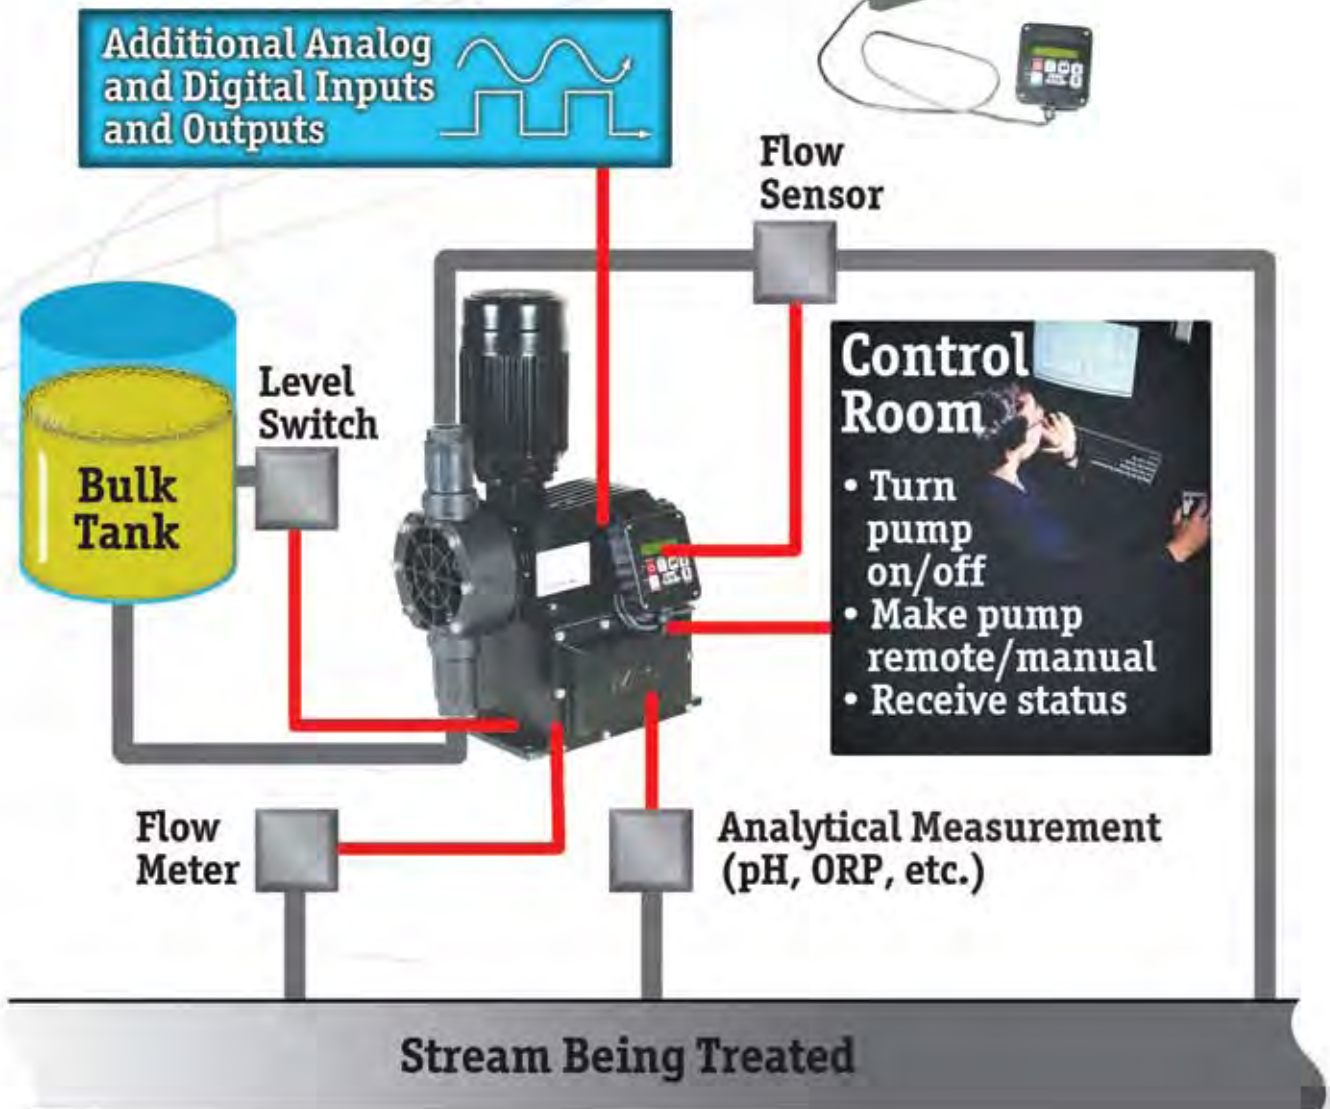 Additional Analog
and Digital Inputs
and Outputs
Flow
Sensor
Level
Switch
Bulk
Tank
Control
Room
• Turn
pump
on/off
• Make pump
remote/manual
• Receive status
Flow
Meter
Analytical Measurement
(pH, ORP, etc.)
Stream Being Treated